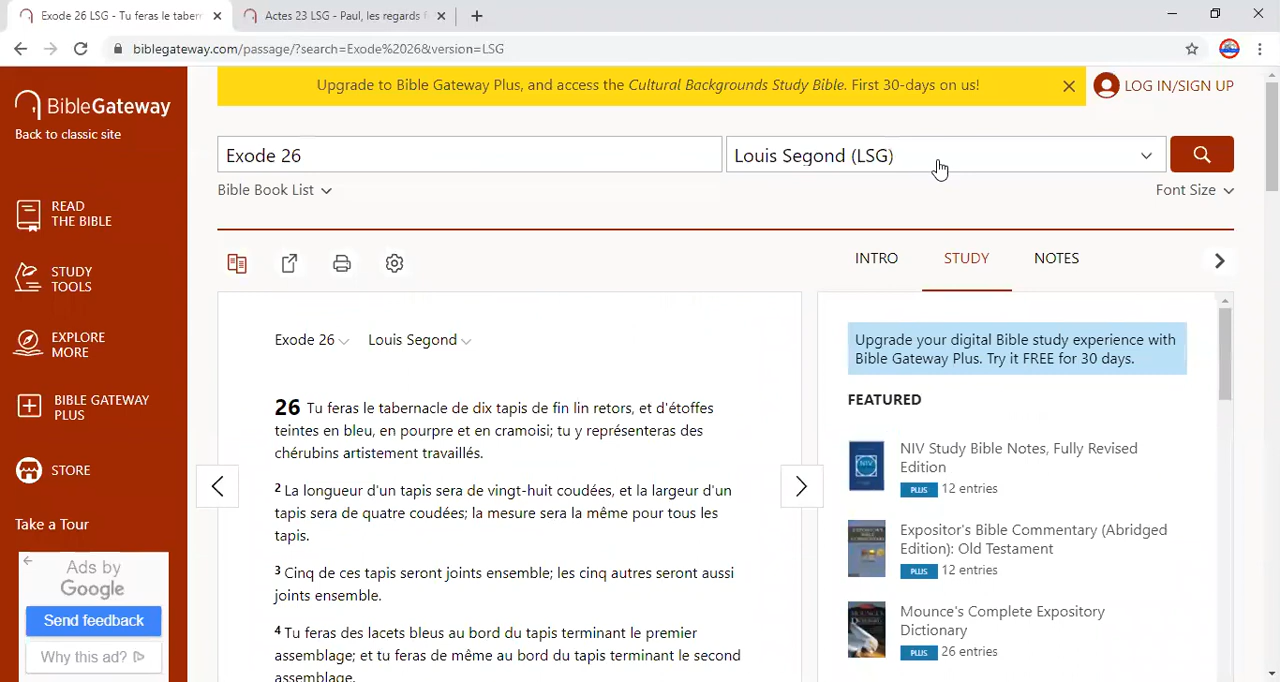 Exode 26 LSG - Tu feras le taber
Actes 23 LSG - Paul, les regards f
biblegateway.com/passage/?search=Exode%2026&version=LSG
BibleGateway
Back to classic site
Upgrade to Bible Gateway Plus, and access the Cultural Backgrounds Study Bible. First 30-days on us!
LOG IN/SIGN UP
Exode 26
Louis Segond (LSG)
Bible Book List
Font Size
READ
THE BIBLE
STUDY
TOOLS
EXPLORE
MORE
BIBLE GATEWAY
PLUS
STORE
Take a Tour
Ads by
Google
Send feedback
Why this ad?
INTRO
STUDY
NOTES
Exode 26
Louis Segond
26 Tu feras le tabernacle de dix tapis de fin lin retors, et d'étoffes
teintes en bleu, en pourpre et en cramoisi; tu y représenteras des
chérubins artistement travaillés.
2 La longueur d'un tapis sera de vingt-huit coudées, et la largeur d'un
tapis sera de quatre coudées; la mesure sera la même pour tous les
tapis.
3 Cinq de ces tapis seront joints ensemble; les cinq autres seront aussi
joints ensemble.
4 Tu feras des lacets bleus au bord du tapis terminant le premier
assemblage; et tu feras de même au bord du tapis terminant le second
assemblage.
Upgrade your digital Bible study experience with
Bible Gateway Plus. Try it FREE for 30 days.
FEATURED
NIV Study Bible Notes, Fully Revised
Edition
PLUS 12 entries
Expositor's Bible Commentary (Abridged
Edition): Old Testament
PLUS 12 entries
Mounce's Complete Expository
Dictionary
PLUS 26 entries